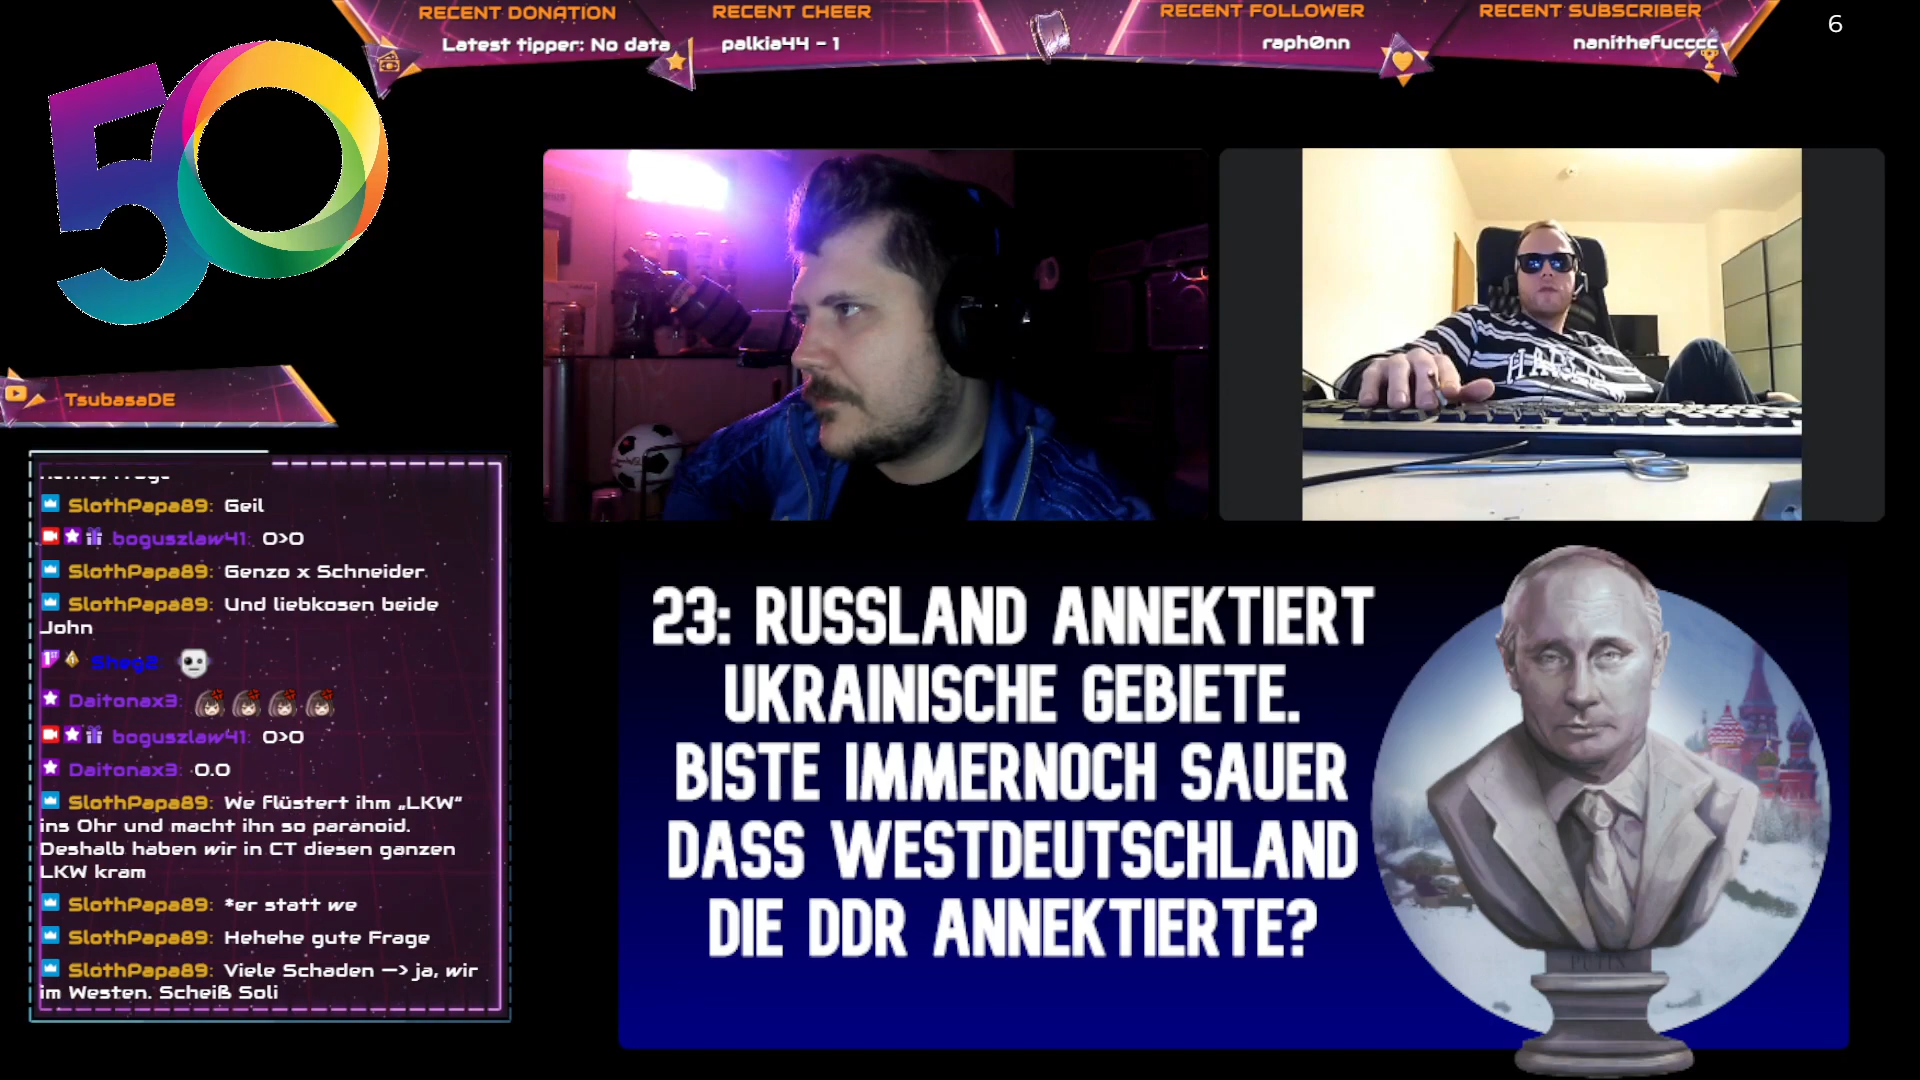 RECENT DONATION
Latest tipper: No data
RECENT CHEER
palkia44 - 1
RECENT FOLLOWER
raph0nn
RECENT SUBSCRIBER
nanitheFucccc
6
50
TsubasaDE
SlothPapa89: Geil
boguszlaw41: O>O
SlothPapa89: Genzo x Schneider
SlothPapa89: Und liebkosen beide
John
Sheg2
Daitonax3:
boguszlaw41: O>O
Daitonax3: O.O
SlothPapa89: We flüstert ihm „LKW“
ins Ohr und macht ihn so paranoid.
Deshalb haben wir in CT diesen ganzen
LKW kram
SlothPapa89: *er statt we
SlothPapa89: Hehehe gute Frage
SlothPapa89: Viele Schaden —> ja, wir
im Westen. Scheiß Soli
23: RUSSLAND ANNEKTIERT
UKRAINISCHE GEBIETE.
BISTE IMMERNOCH SAUER
DASS WESTDEUTSCHLAND
DIE DDR ANNEKTIERTE?
PUTIN